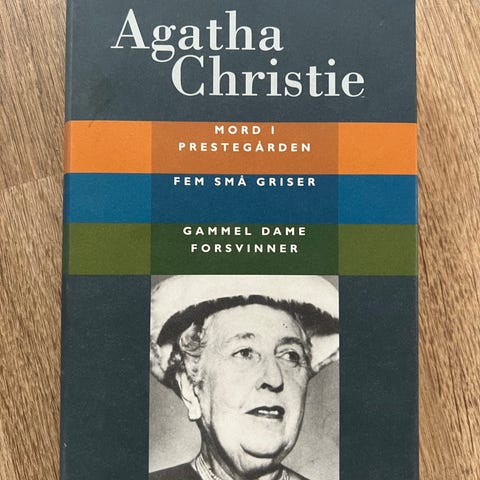 Agatha
Christie
MORD I
PRESTEGÅRDEN
FEM SMÅ GRISER
GAMMEL DAME
FORSVINNER